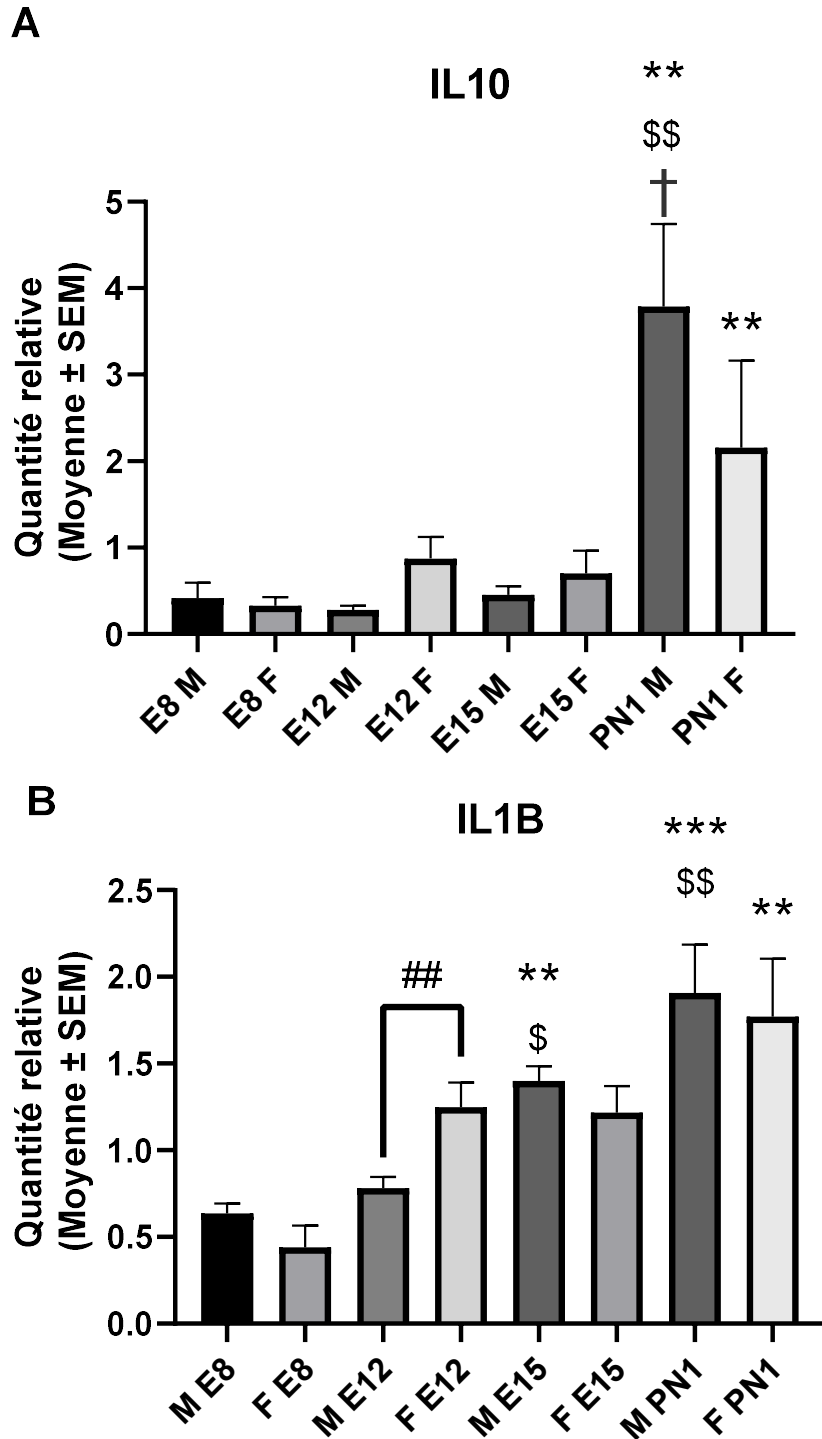 A
IL10
**
$$
†
**
5
4
3
2
1
0
Quantité relative
(Moyenne ± SEM)
E8 M
E8 F
E12 M
E12 F
E15 M
E15 F
PN1 M
PN1 F
B
IL1B
***
$$
**
##
**
$
2.5
2.0
1.5
1.0
0.5
0.0
Quantité relative
(Moyenne ± SEM)
M E8
F E8
M E12
F E12
M E15
F E15
M PN1
F PN1